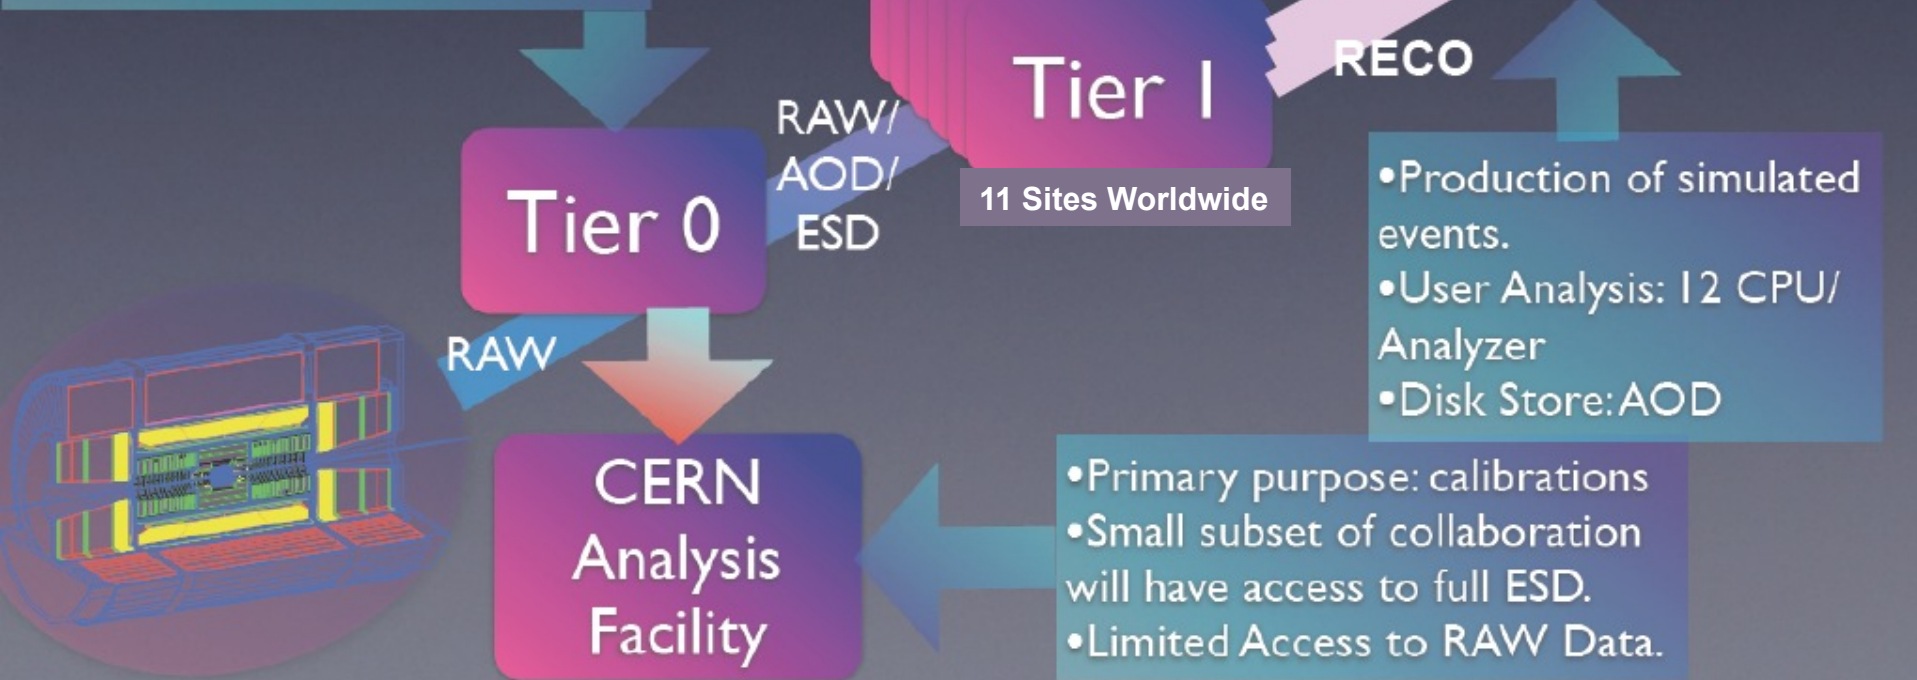 Tier 1
RECO
RAW/
AOD/
ESD
Tier 0
11 Sites Worldwide
•Production of simulated
events.
•User Analysis: 12 CPU/
Analyzer
•Disk Store: AOD
RAW
CERN
Analysis
Facility
•Primary purpose: calibrations
•Small subset of collaboration
will have access to full ESD.
•Limited Access to RAW Data.